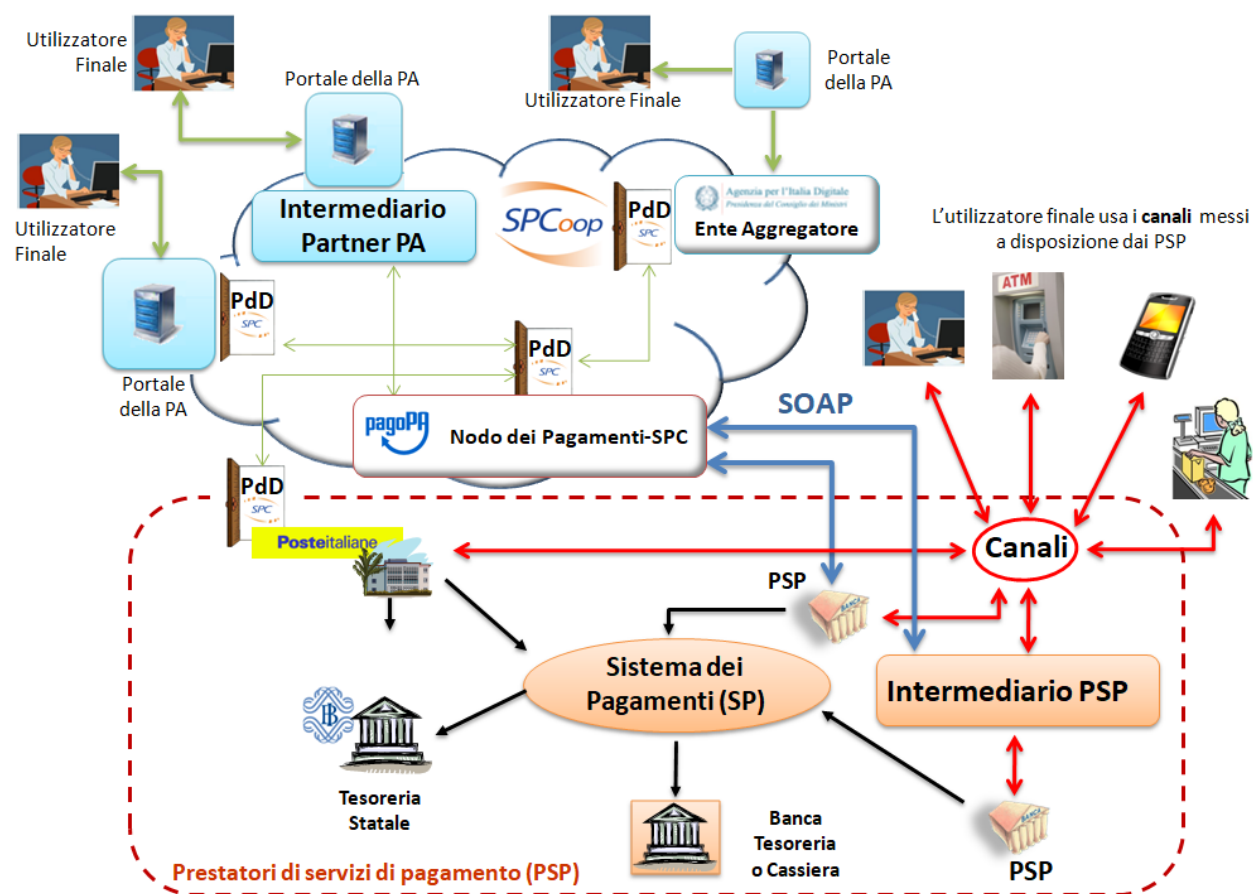 Utilizzatore
Finale
Portale della PA
Utilizzatore Finale
Portale
della PA
Utilizzatore
Finale
Intermediario
Partner PA
SPCoop
PdD
SPC
Agenzia per l'Italia Digitale
Presidenza del Consiglio dei Ministri
Ente Aggregatore
L'utilizzatore finale usa i canali messi
a disposizione dai PSP
ATM
PdD
SPC
PdD
SPC
Portale
della PA
pagoPA
Nodo dei Pagamenti-SPC
SOAP
PdD
SPC
Posteitaliane
Canali
PSP
BANCA
Sistema dei
Pagamenti (SP)
Intermediario PSP
Tesoreria
Statale
Banca
Tesoreria
o Cassiera
BANCA
PSP
Prestatori di servizi di pagamento (PSP)